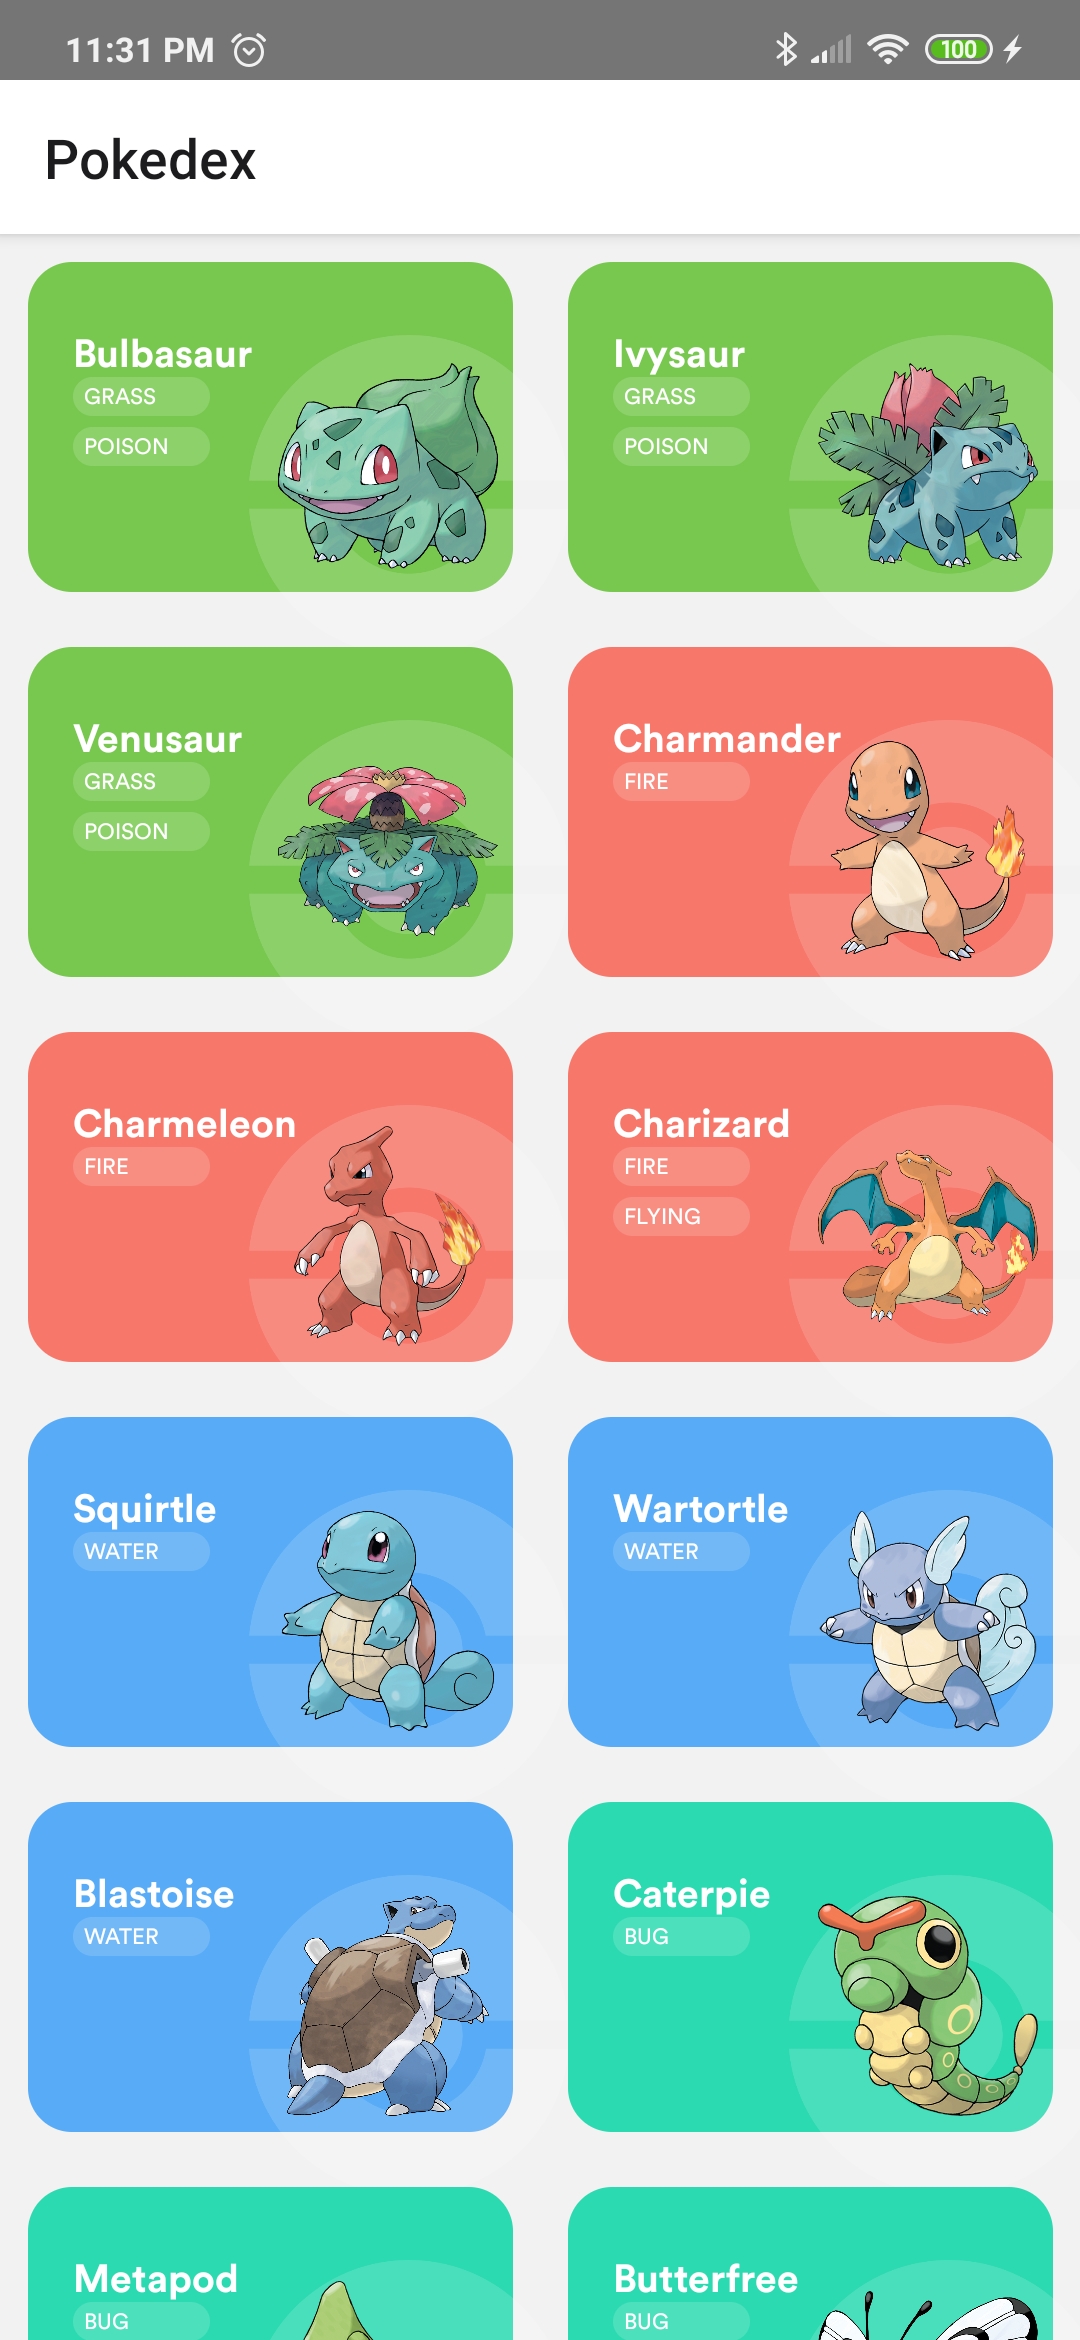 11:31 PM
100
Pokedex
Bulbasaur
GRASS
POISON
Ivysaur
GRASS
POISON
Venusaur
GRASS
POISON
Charmander
FIRE
Charmeleon
FIRE
Charizard
FIRE
FLYING
Squirtle
WATER
Wartortle
WATER
Blastoise
WATER
Caterpie
BUG
Metapod
BUG
Butterfree
BUG